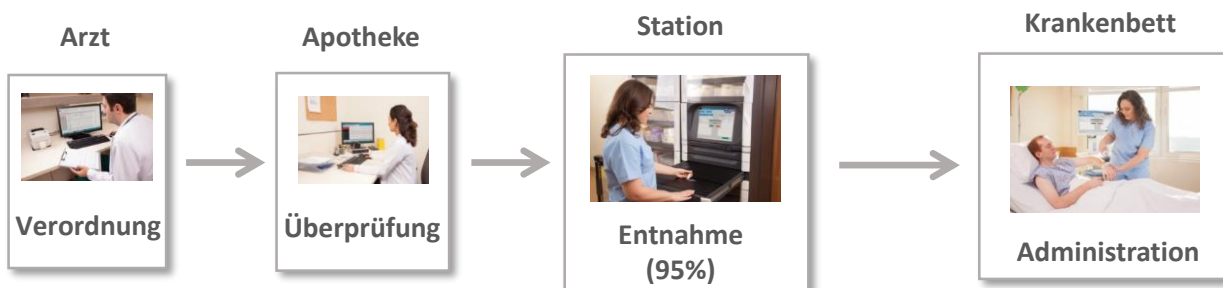 Arzt
Verordnung
Apotheke
Überprüfung
Station
Entnahme
(95%)
Krankenbett
Administration